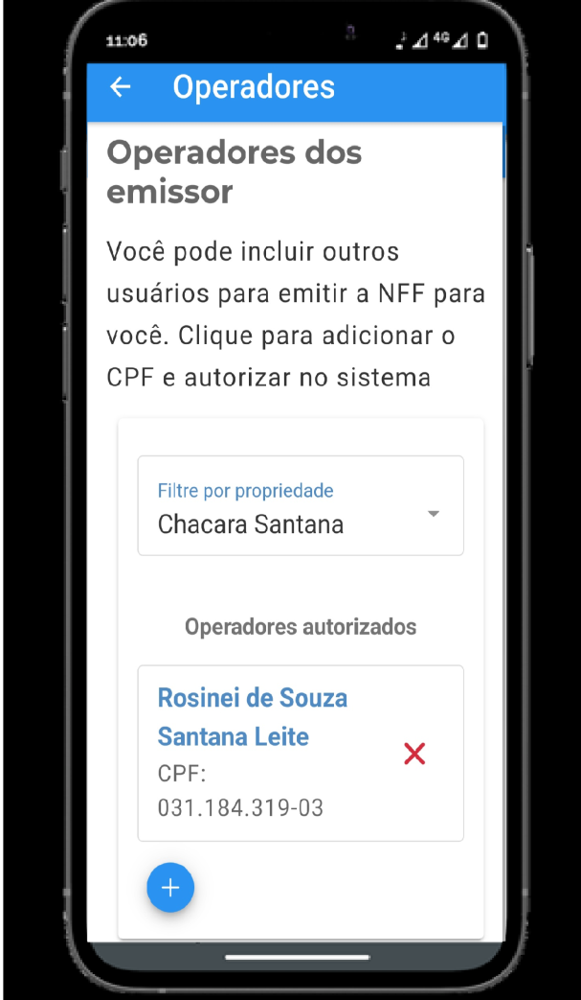 11:06
4G
Operadores
Operadores dos
emissor
Você pode incluir outros
usuários para emitir a NFF para
você. Clique para adicionar o
CPF e autorizar no sistema
Filtre por propriedade
Chacara Santana
Operadores autorizados
Rosinei de Souza
Santana Leite
CPF:
031.184.319-03